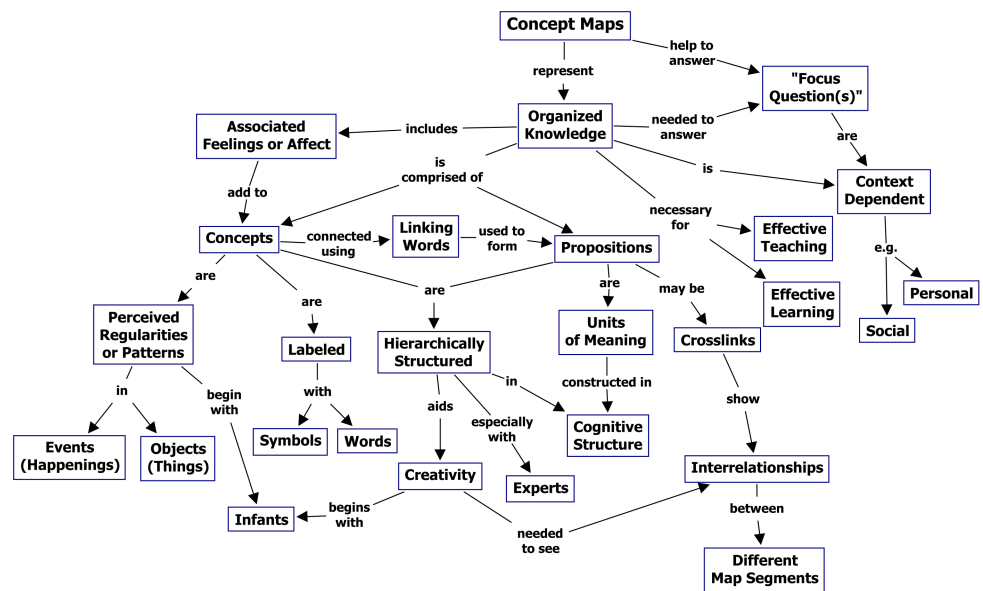 Concept Maps
help to
answer
represent
"Focus
Question(s)"
Organized
Knowledge
needed to
answer
Associated
Feelings or Affect
includes
are
is
comprised of
is
Context
Dependent
add to
necessary
for
Concepts
connected
using
Linking
Words
used to
form
Propositions
Effective
Teaching
e.g.
are
are
are
may be
Effective
Learning
Personal
are
Perceived
Regularities
or Patterns
Labeled
Hierarchically
Structured
Units
of Meaning
Crosslinks
Social
in
begin
with
with
aids
in
especially
with
constructed in
show
Events
(Happenings)
Objects
(Things)
Symbols
Words
Cognitive
Structure
Creativity
Experts
Interrelationships
Infants
begins
with
needed
to see
between
Different
Map Segments